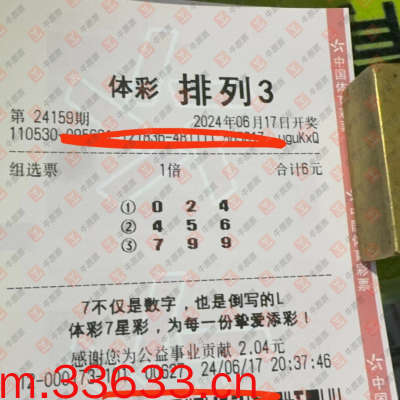 体彩 排列3
第 24159期 2024年06月17日开奖
110530- uguKxQ
组选票 1倍 合计6元
① 0 2 4
② 4 5 6
③ 7 9 9
7不仅是数字，也是倒写的L
体彩7星彩，为每一份挚爱添彩！
感谢您为公益事业贡献 2.04元
24/06/17 20:37:46
m.33633.cn